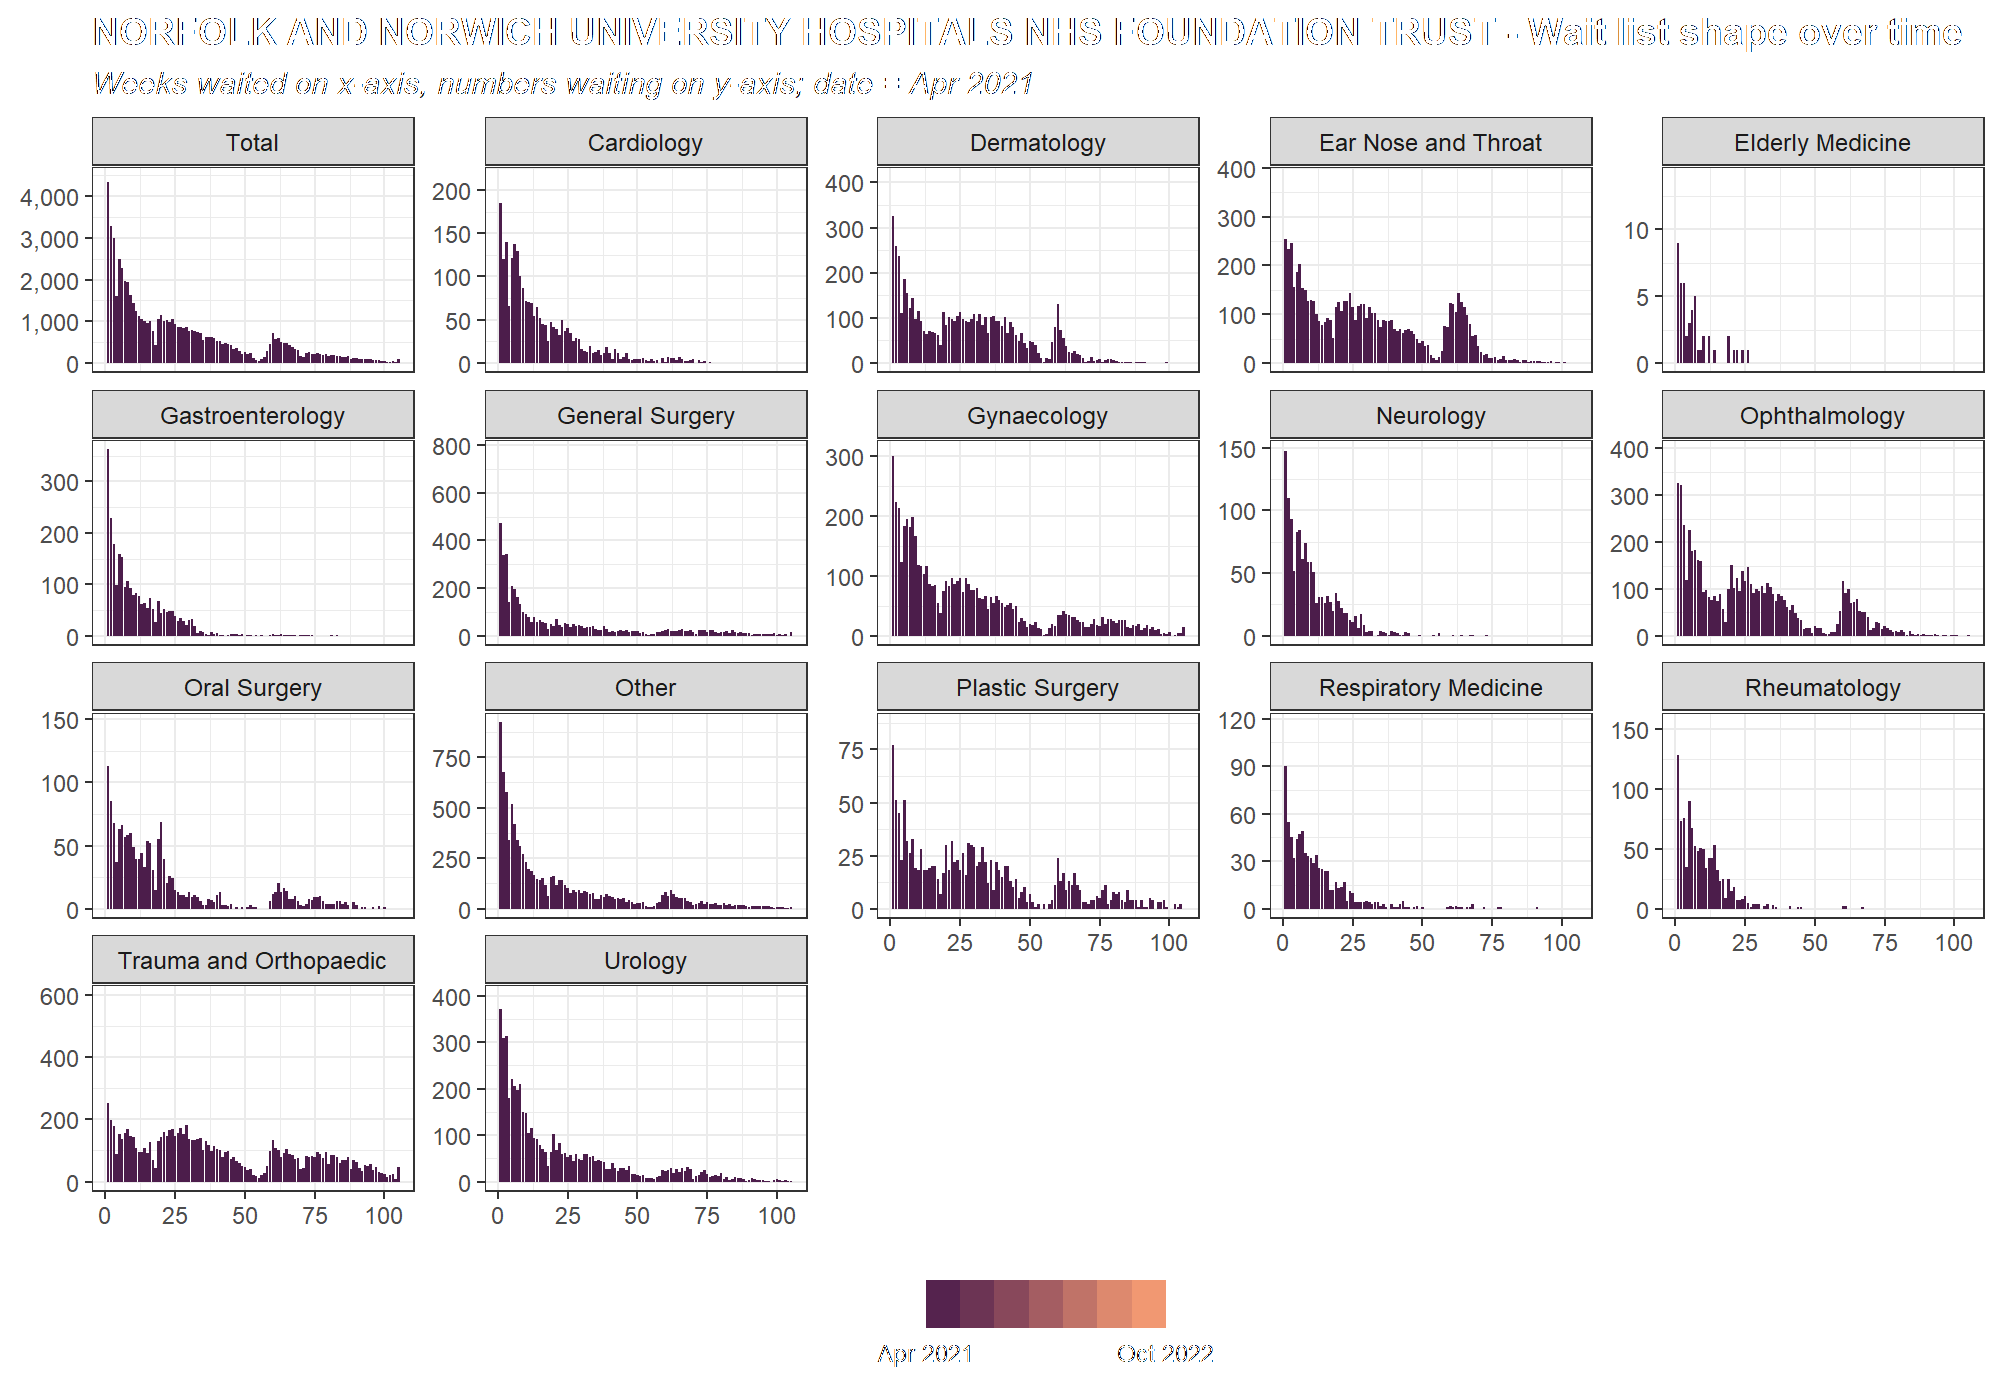 NORFOLK AND NORWICH UNIVERSITY HOSPITALS NHS FOUNDATION TRUST - Wait list shape over time
Weeks waited on x-axis, numbers waiting on y-axis; date = Apr 2021
Total
Cardiology
Dermatology
Ear Nose and Throat
Elderly Medicine
4,000
3,000
2,000
1,000
0
200
150
100
50
0
400
300
200
100
0
400
300
200
100
0
10
5
0
Gastroenterology
General Surgery
Gynaecology
Neurology
Ophthalmology
300
200
100
0
800
600
400
200
0
300
200
100
0
150
100
50
0
400
300
200
100
0
Oral Surgery
Other
Plastic Surgery
Respiratory Medicine
Rheumatology
150
100
50
0
750
500
250
0
75
50
25
0
120
90
60
30
0
150
100
50
0
0 25 50 75 100
0 25 50 75 100
0 25 50 75 100
Trauma and Orthopaedic
Urology
600
400
200
0
400
300
200
100
0
0 25 50 75 100
0 25 50 75 100
Apr 2021
Oct 2022